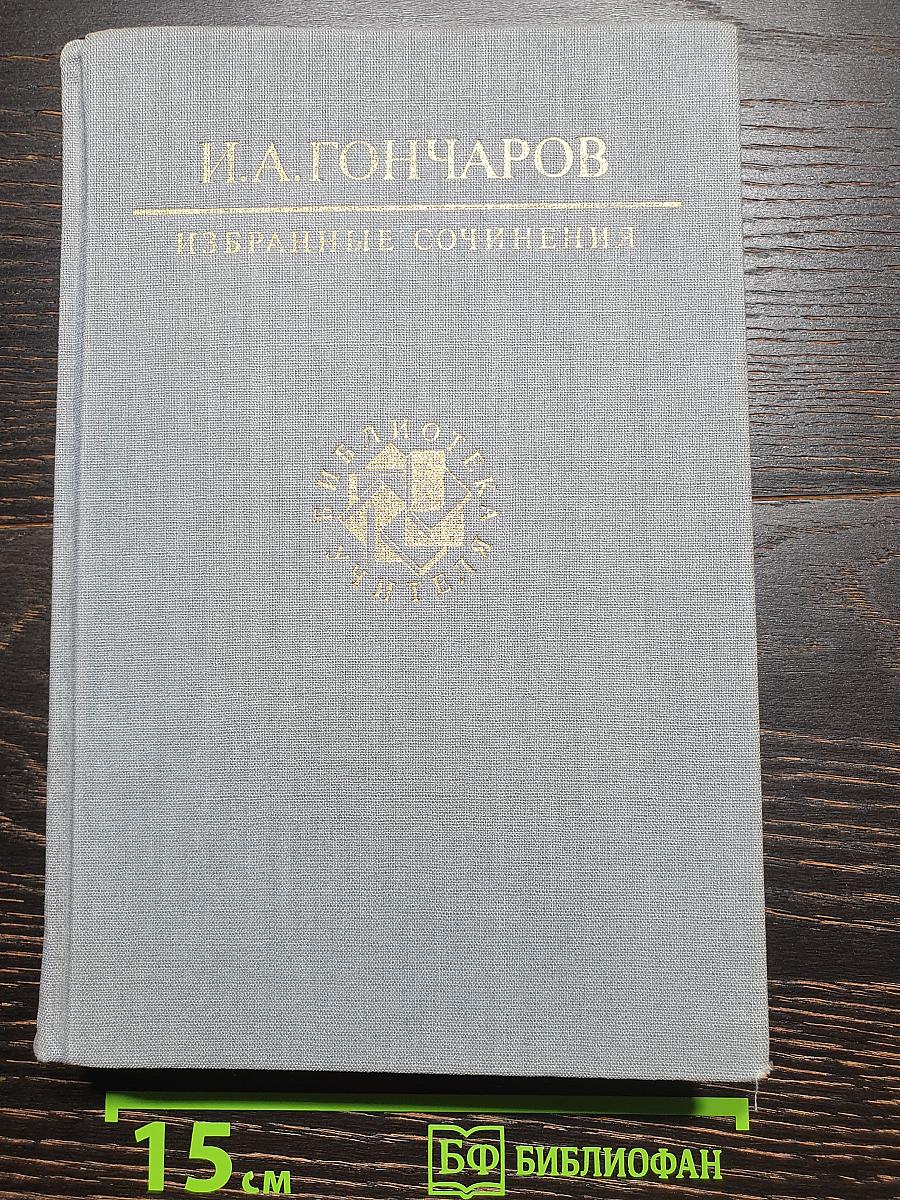 И.А.ГОНЧАРОВ
ИЗБРАННЫЕ СОЧИНЕНИЯ
БИБЛИОТЕКА
УЧИТЕЛЯ
15 см
БФ БИБЛИОФАН